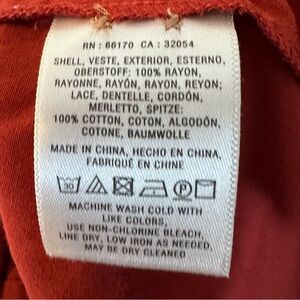 RN : 66170 CA : 32054
SHELL, VESTE, EXTERIOR, ESTERNO,
OBERSTOFF: 100% RAYON,
RAYONNE, RAYÓN, RAYON, REYON;
LACE, DENTELLE, CORDÓN,
MERLETTO, SPITZE:
100% COTTON, COTON, ALGODÓN,
COTONE, BAUMWOLLE
MADE IN CHINA, HECHO EN CHINA,
FABRIQUÉ EN CHINE
30 P
MACHINE WASH COLD WITH
LIKE COLORS,
USE NON-CHLORINE BLEACH,
LINE DRY, LOW IRON AS NEEDED
MAY BE DRY CLEANED